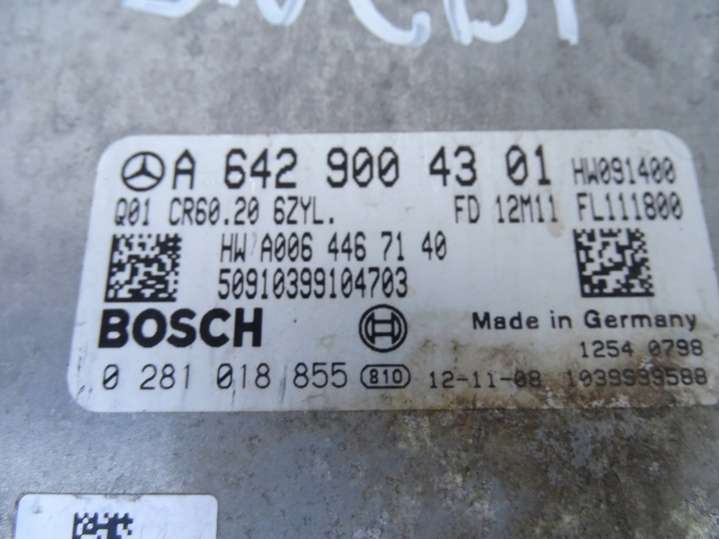 A 642 900 43 01 HW091400
Q01 CR60.20 6ZYL. FD 12M11 FL111800
HW A006 446 71 40
50910399104703
BOSCH Made in Germany
1254 0798
0 281 018 855 810 12-11-08 1039S39588